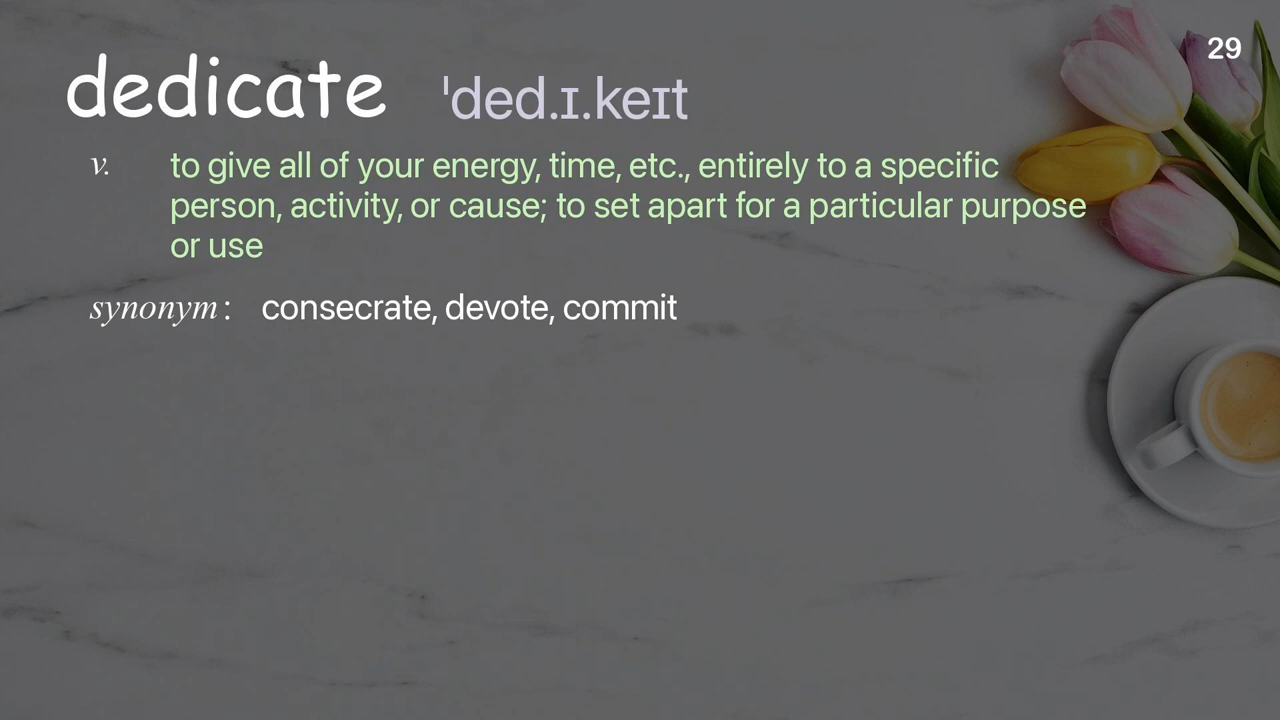 29
dedicate ˈded.ɪ.keɪt
v. to give all of your energy, time, etc., entirely to a specific
person, activity, or cause; to set apart for a particular purpose
or use
synonym: consecrate, devote, commit